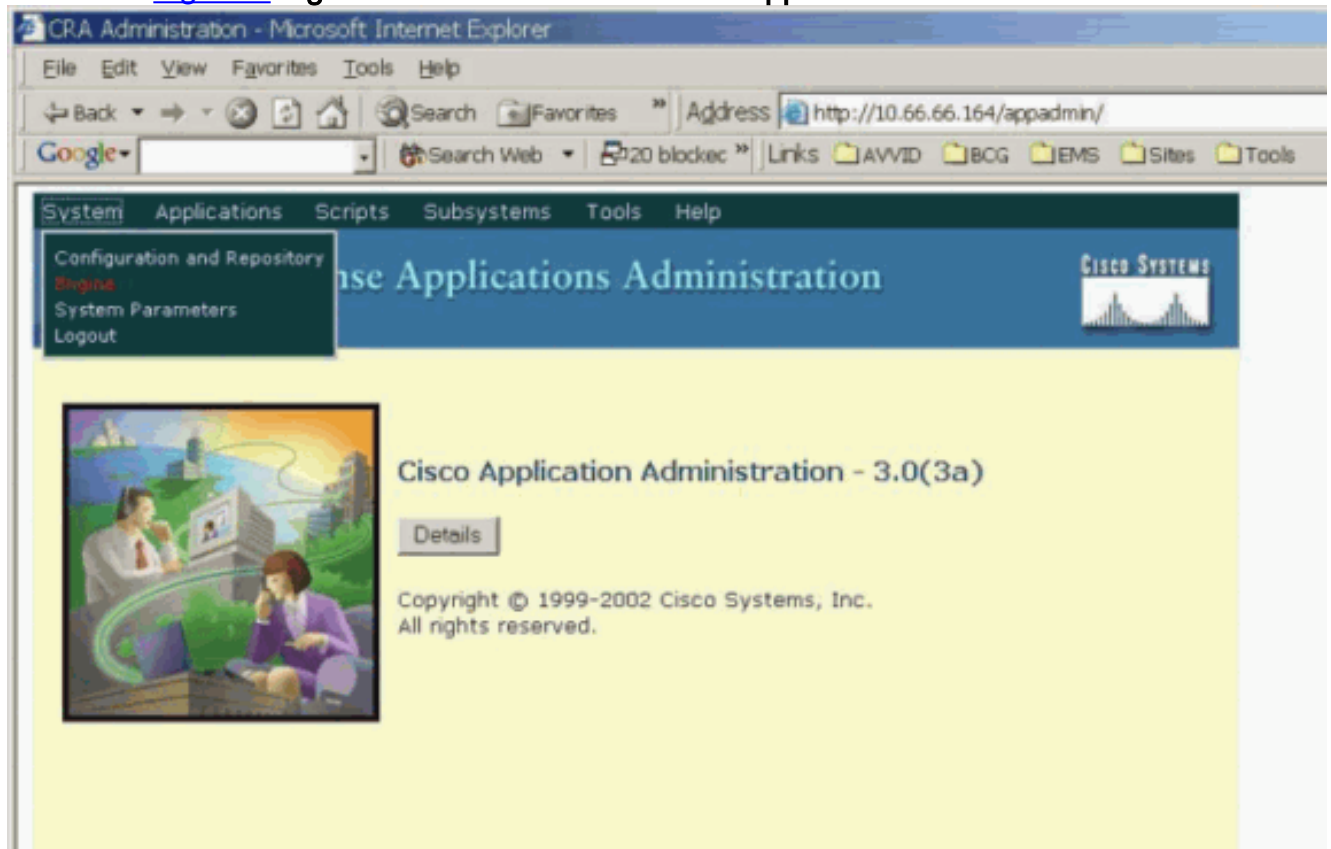 CRA Administration - Microsoft Internet Explorer
File Edit View Favorites Tools Help
Back Search Favorites » Address http://10.66.66.164/appadmin/
Google Search Web 20 blockec » Links AVVID BCG EMS Sites Tools
System Applications Scripts Subsystems Tools Help
Configuration and Repository
Engine
System Parameters
Logout
nse Applications Administration
CISCO SYSTEMS
Cisco Application Administration - 3.0(3a)
Details
Copyright © 1999-2002 Cisco Systems, Inc.
All rights reserved.